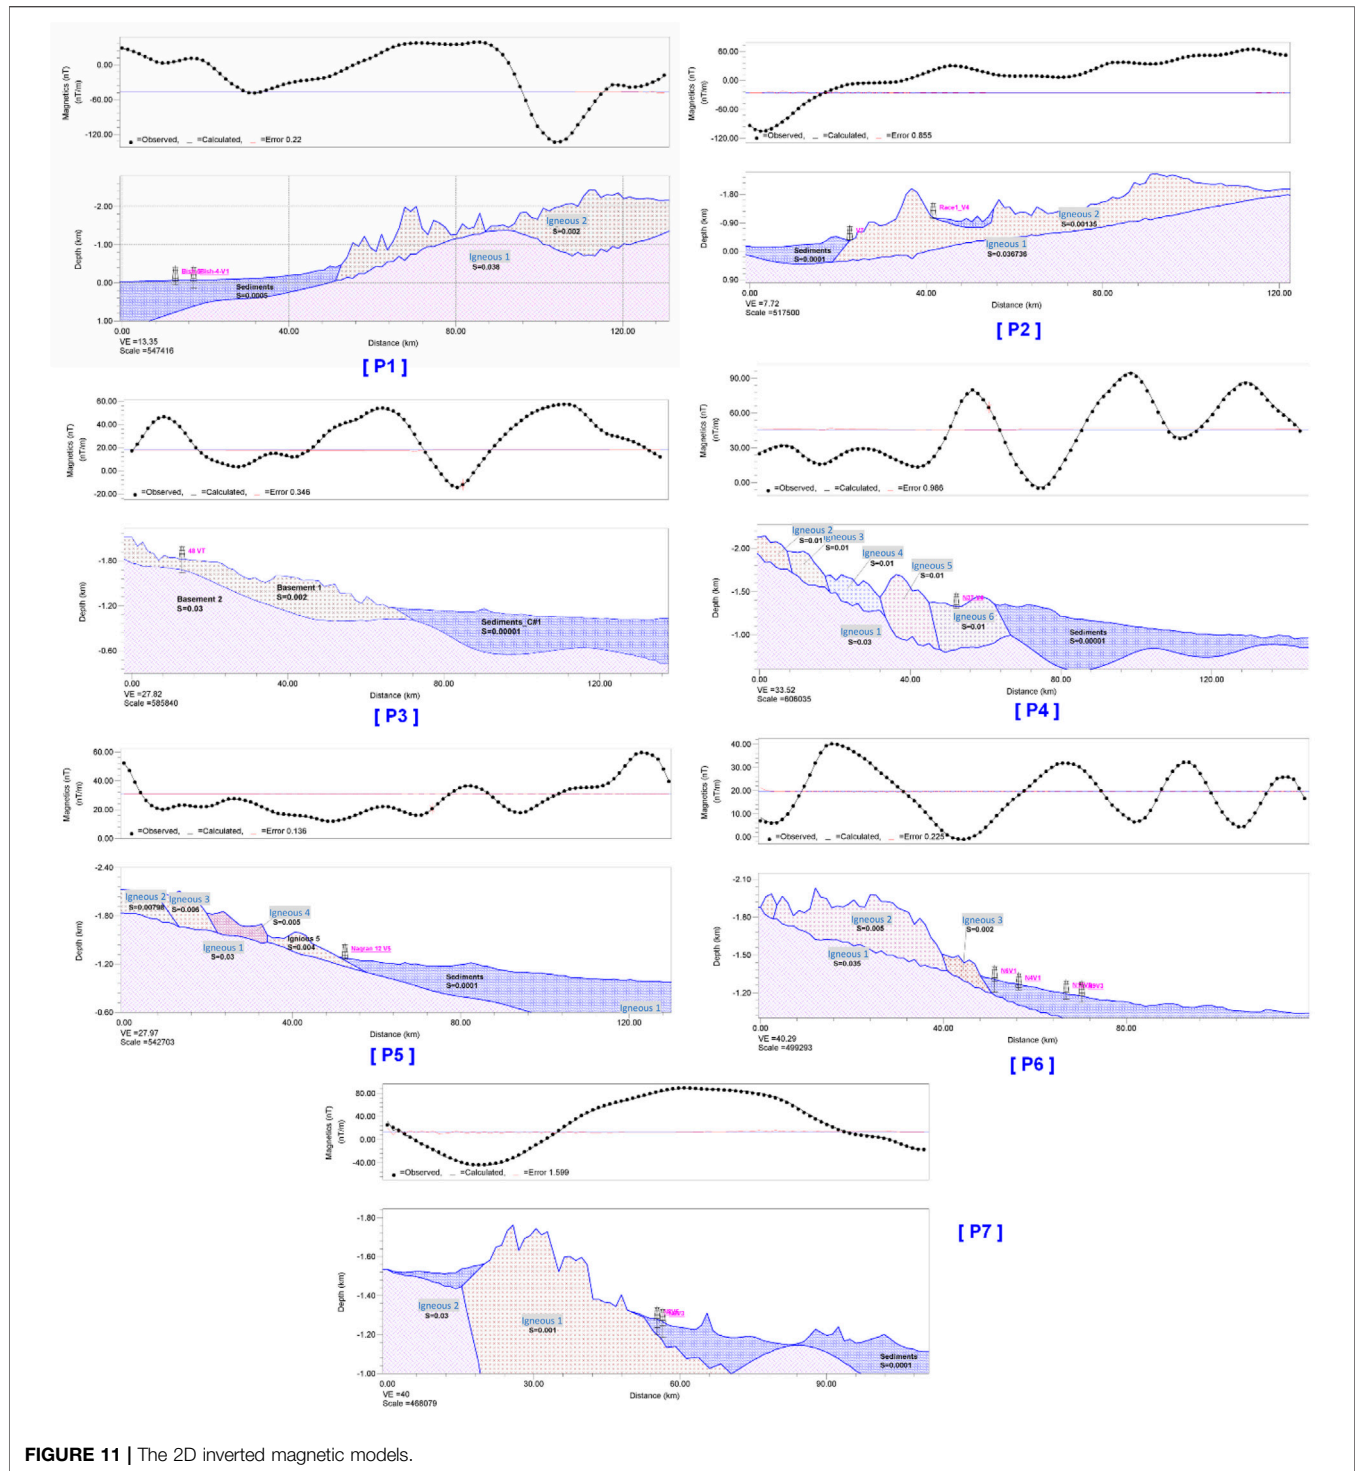 0.00
-60.00
-120.00
Magnetics (nT)
(nT/m)
=Observed, =Calculated, =Error 0.22
-2.00
-1.00
0.00
1.00
Depth (km)
Igneous 2
S=0.002
Igneous 1
S=0.038
Sediments
S=0.0005
0.00 40.00 80.00 120.00
VE =13.35
Scale =547416
Distance (km)
[ P1 ]
60.00
0.00
-60.00
-120.00
Magnetics (nT)
(nT/m)
=Observed, =Calculated, =Error 0.855
-1.80
-0.90
0.00
0.90
Depth (km)
Race1_V4
Igneous 2
S=0.00135
Igneous 1
S=0.036736
Sediments
S=0.0001
0.00 40.00 80.00 120.00
VE =7.72
Scale =517500
Distance (km)
[ P2 ]
60.00
40.00
20.00
0.00
-20.00
Magnetics (nT)
(nT/m)
=Observed, =Calculated, =Error 0.346
-1.80
-1.20
-0.60
Depth (km)
48 VT
Basement 1
S=0.002
Basement 2
S=0.03
Sediments_C#1
S=0.00001
0.00 40.00 80.00 120.00
VE =27.82
Scale =585840
Distance (km)
[ P3 ]
90.00
60.00
30.00
0.00
Magnetics (nT)
(nT/m)
=Observed, =Calculated, =Error 0.986
-2.00
-1.50
-1.00
Depth (km)
Igneous 2
S=0.01
Igneous 3
S=0.01
Igneous 4
S=0.01
Igneous 5
S=0.01
Igneous 6
S=0.01
Igneous 1
S=0.03
Sediments
S=0.00001
0.00 40.00 80.00 120.00
VE =33.52
Scale =606035
Distance (km)
[ P4 ]
60.00
40.00
20.00
0.00
Magnetics (nT)
(nT/m)
=Observed, =Calculated, =Error 0.136
-2.40
-1.80
-1.20
-0.60
Depth (km)
Igneous 2
S=0.00798
Igneous 3
S=0.006
Igneous 4
S=0.005
Ignious 5
S=0.004
Nagran 12 V5
Igneous 1
S=0.03
Sediments
S=0.0001
Igneous 1
0.00 40.00 80.00 120.00
VE =27.97
Scale =542703
Distance (km)
[ P5 ]
40.00
30.00
20.00
10.00
0.00
Magnetics (nT)
(nT/m)
=Observed, =Calculated, =Error 0.225
-2.10
-1.80
-1.50
-1.20
Depth (km)
Igneous 2
S=0.005
Igneous 3
S=0.002
Igneous 1
S=0.035
N6V1
N4V1
0.00 40.00 80.00
VE =40.29
Scale =499293
Distance (km)
[ P6 ]
80.00
40.00
0.00
-40.00
Magnetics (nT)
(nT/m)
=Observed, =Calculated, =Error 1.599
-1.80
-1.60
-1.40
-1.20
-1.00
Depth (km)
Igneous 2
S=0.03
Igneous 1
S=0.001
Sediments
S=0.0001
0.00 30.00 60.00 90.00
VE =40
Scale =468079
Distance (km)
[ P7 ]
FIGURE 11 | The 2D inverted magnetic models.